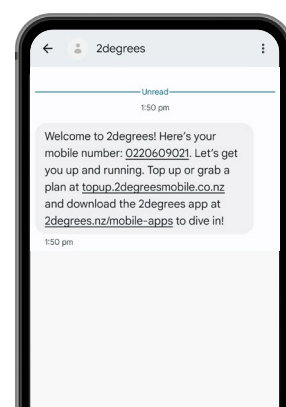 2degrees
Unread
1:50 pm
Welcome to 2degrees! Here's your
mobile number: 0220609021. Let's get
you up and running. Top up or grab a
plan at topup.2degreesmobile.co.nz
and download the 2degrees app at
2degrees.nz/mobile-apps to dive in!
1:50 pm